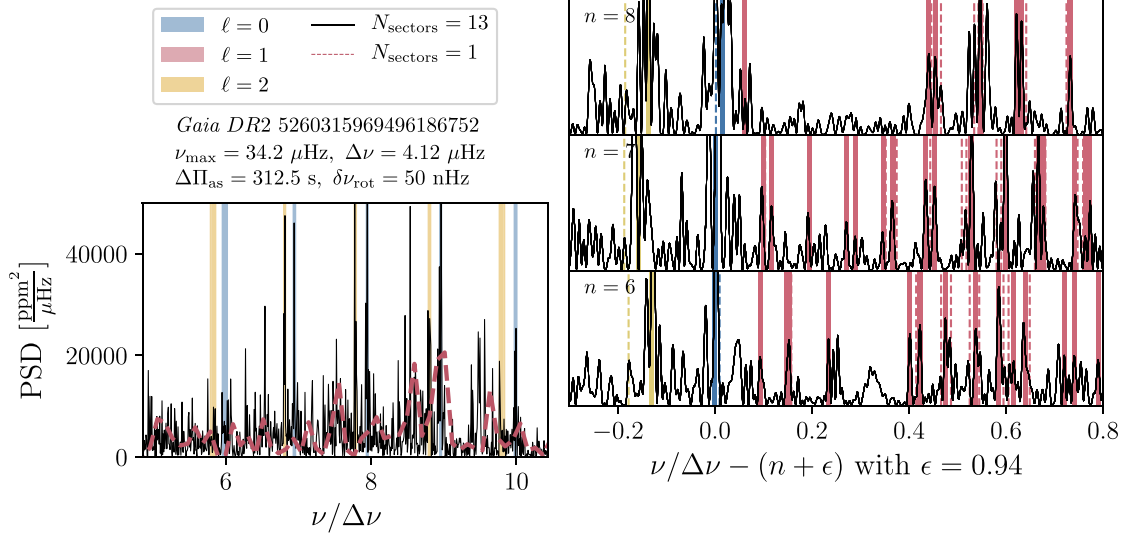 ℓ = 0
ℓ = 1
ℓ = 2
N_sectors = 13
N_sectors = 1
Gaia DR2 5260315969496186752
ν_max = 34.2 μHz, Δν = 4.12 μHz
ΔΠ_as = 312.5 s, δν_rot = 50 nHz
PSD [ppm²/μHz]
40000
20000
0
6 8 10
ν/Δν
n = 8
n = 7
n = 6
−0.2 0.0 0.2 0.4 0.6 0.8
ν/Δν − (n + ϵ) with ϵ = 0.94